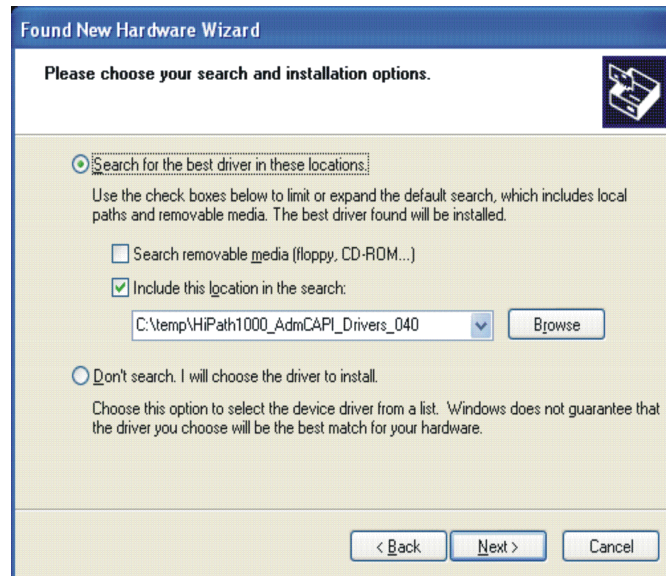 Found New Hardware Wizard
Please choose your search and installation options.
Search for the best driver in these locations.
Use the check boxes below to limit or expand the default search, which includes local
paths and removable media. The best driver found will be installed.
Search removable media (floppy, CD-ROM...)
Include this location in the search:
C:\temp\HiPath1000_AdmCAPI_Drivers_040
Browse
Don't search. I will choose the driver to install.
Choose this option to select the device driver from a list. Windows does not guarantee that
the driver you choose will be the best match for your hardware.
< Back
Next >
Cancel